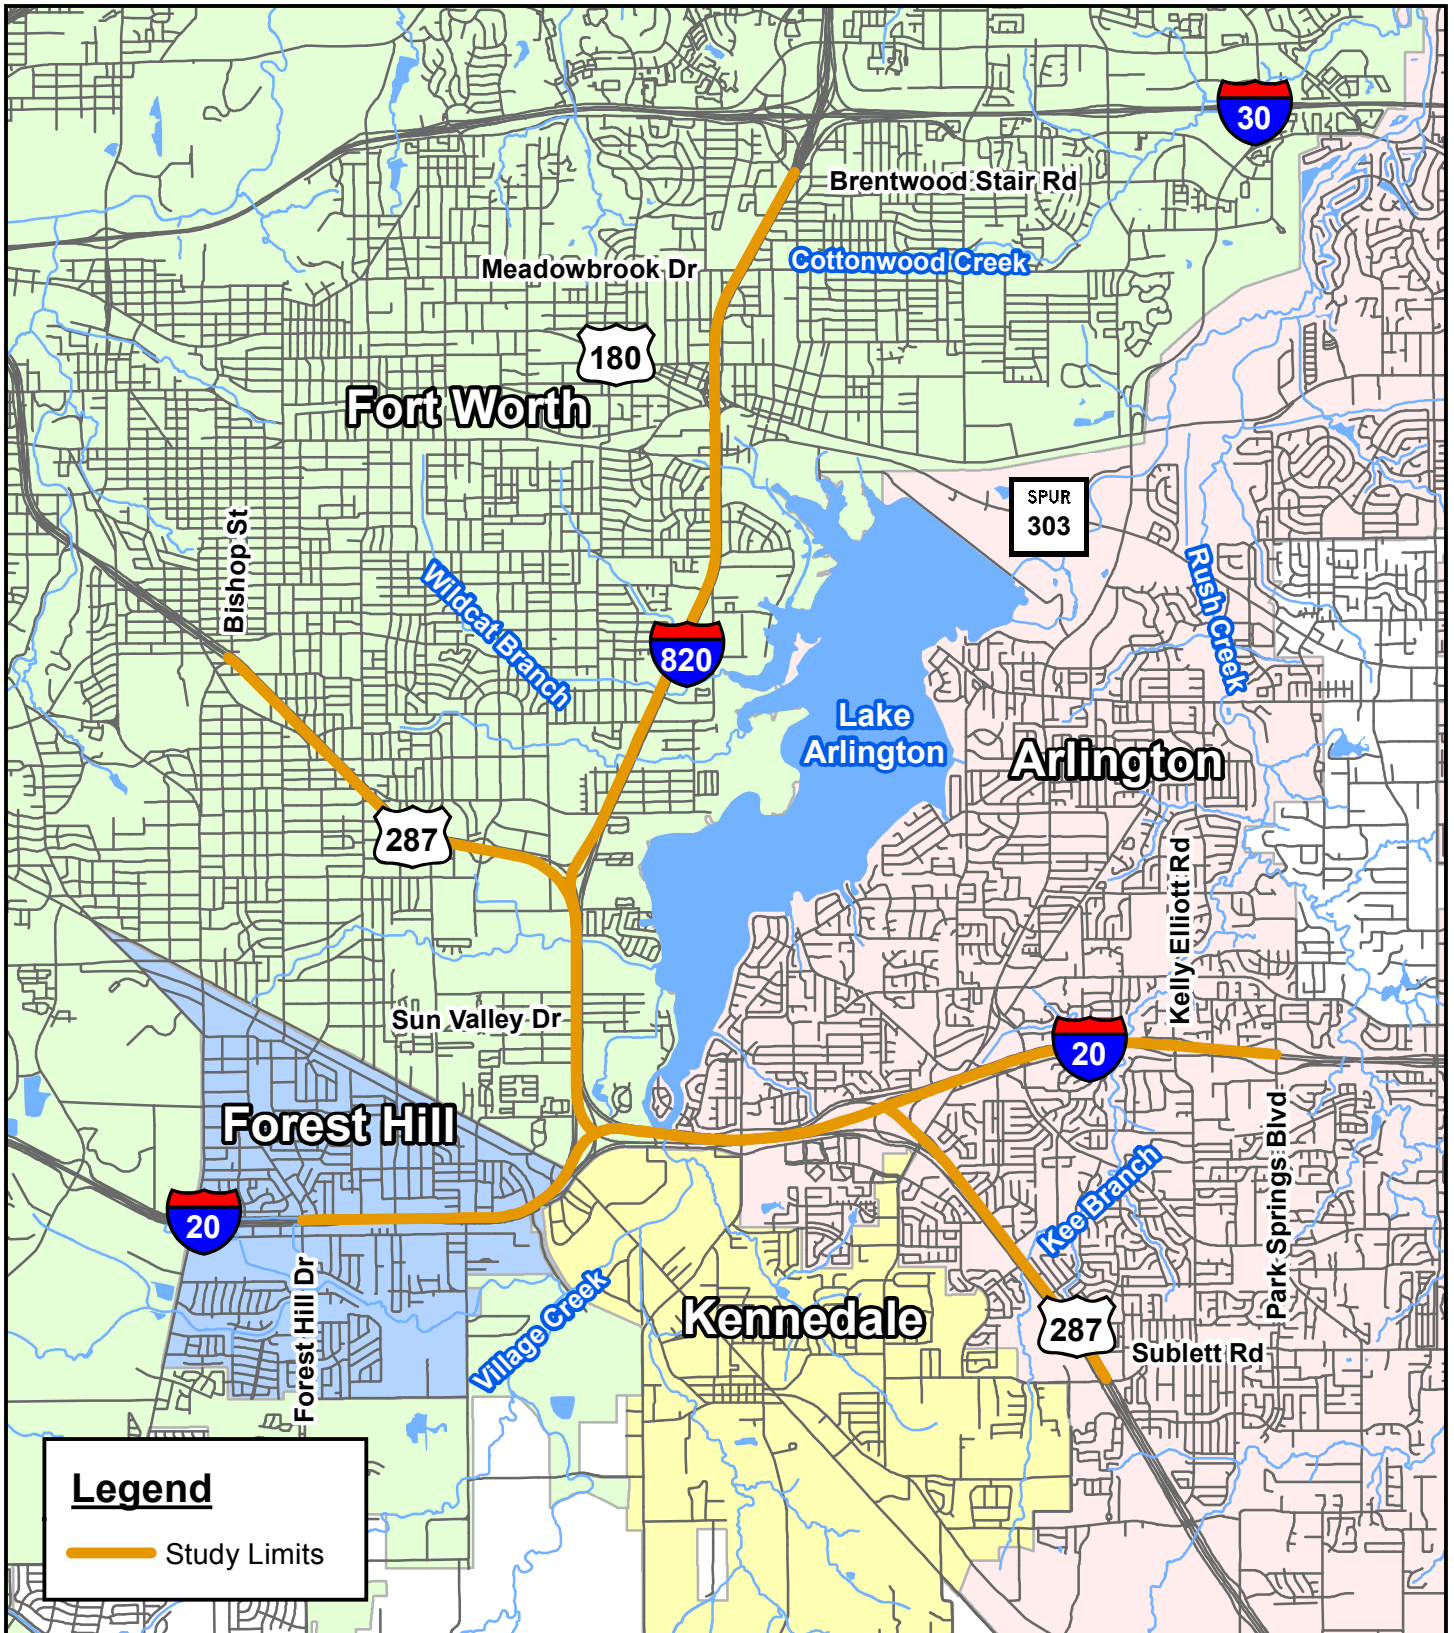 30
Brentwood Stair Rd
Cottonwood Creek
Meadowbrook Dr
180
Fort Worth
SPUR
303
Bishop St
Wildcat Branch
Rush Creek
820
Lake
Arlington
Arlington
287
Kelly Elliott Rd
Sun Valley Dr
20
Forest Hill
Park Springs Blvd
Kee Branch
20
Forest Hill Dr
Village Creek
Kennedale
287
Sublett Rd
Legend
Study Limits